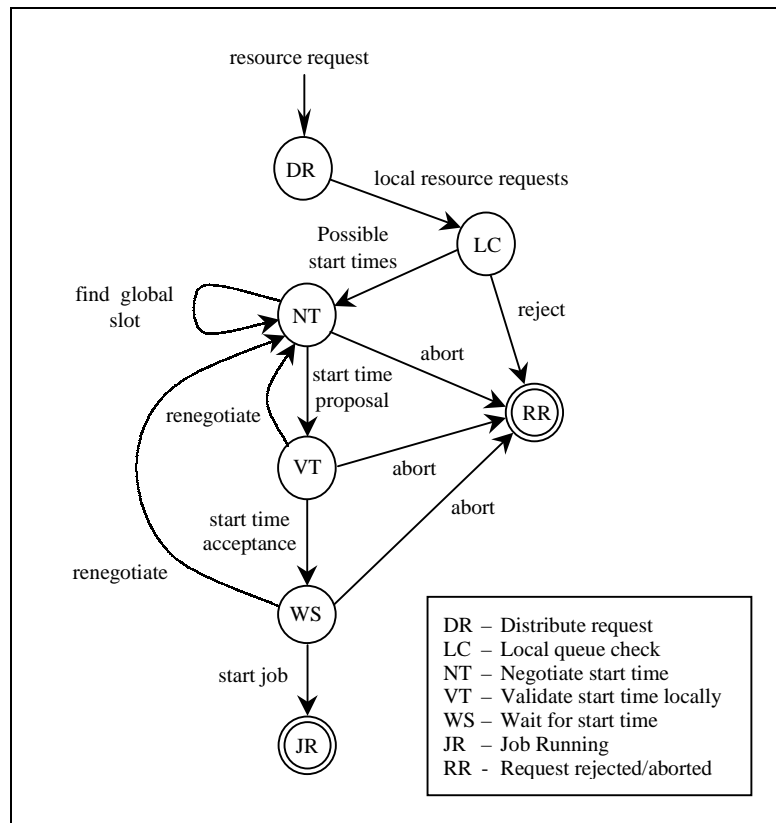 resource request
DR
local resource requests
LC
Possible
start times
find global
slot
NT
reject
abort
start time
proposal
RR
renegotiate
VT
abort
start time
acceptance
abort
renegotiate
WS
start job
JR
DR – Distribute request
LC – Local queue check
NT – Negotiate start time
VT – Validate start time locally
WS – Wait for start time
JR – Job Running
RR - Request rejected/aborted